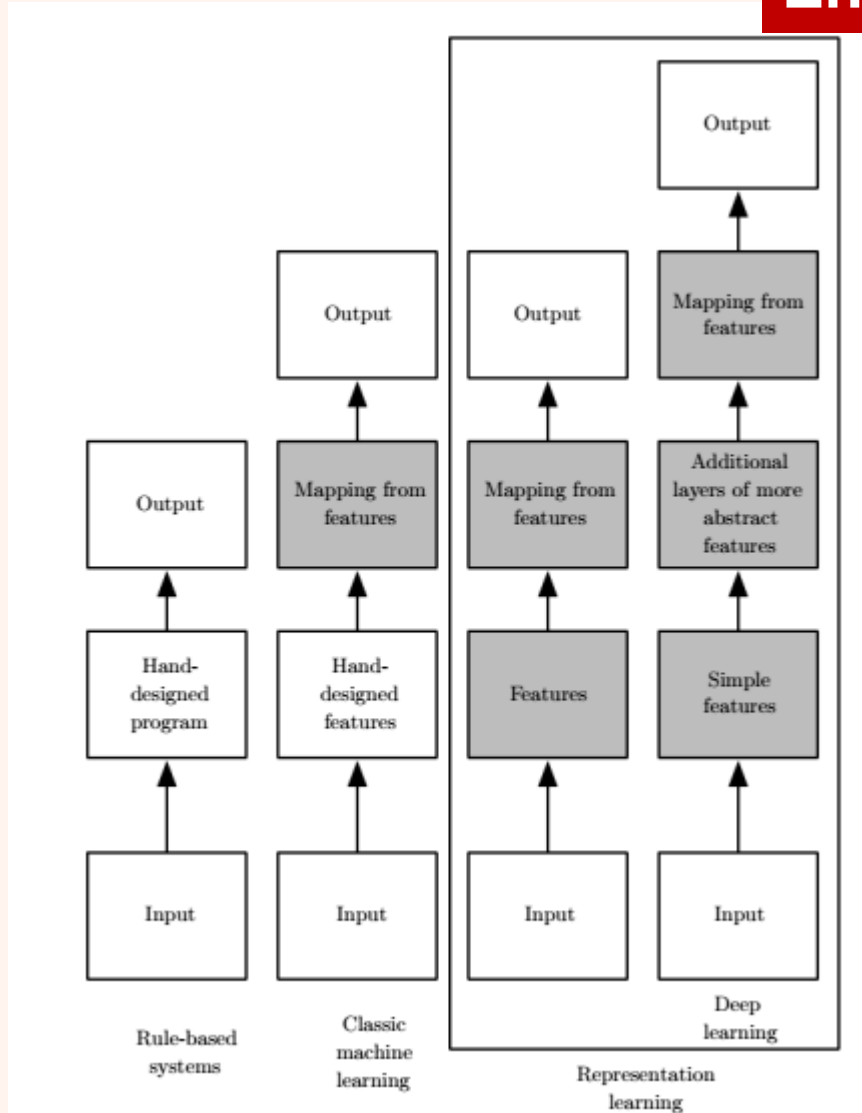 Output
Output
Output
Mapping from
features
Output
Mapping from
features
Mapping from
features
Additional
layers of more
abstract
features
Hand-
designed
program
Hand-
designed
features
Features
Simple
features
Input
Input
Input
Input
Rule-based
systems
Classic
machine
learning
Deep
learning
Representation
learning